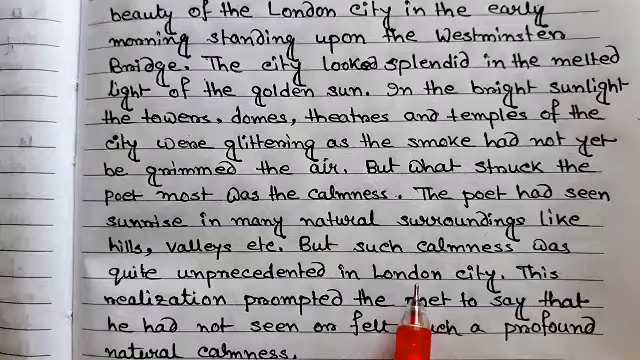 beauty of the London city in the early
morning standing upon the Westminster
Bridge. The city looked splendid in the melted
light of the golden sun. In the bright sunlight
the towers, domes, theatres and temples of the
city were glittering as the smoke had not yet
be grimmed the air. But what struck the
poet most was the calmness. The poet had seen
sunrise in many natural surroundings like
hills, valleys etc. But such calmness was
quite unprecedented in London city. This
realization prompted the poet to say that
he had not seen or felt such a profound
natural calmness.